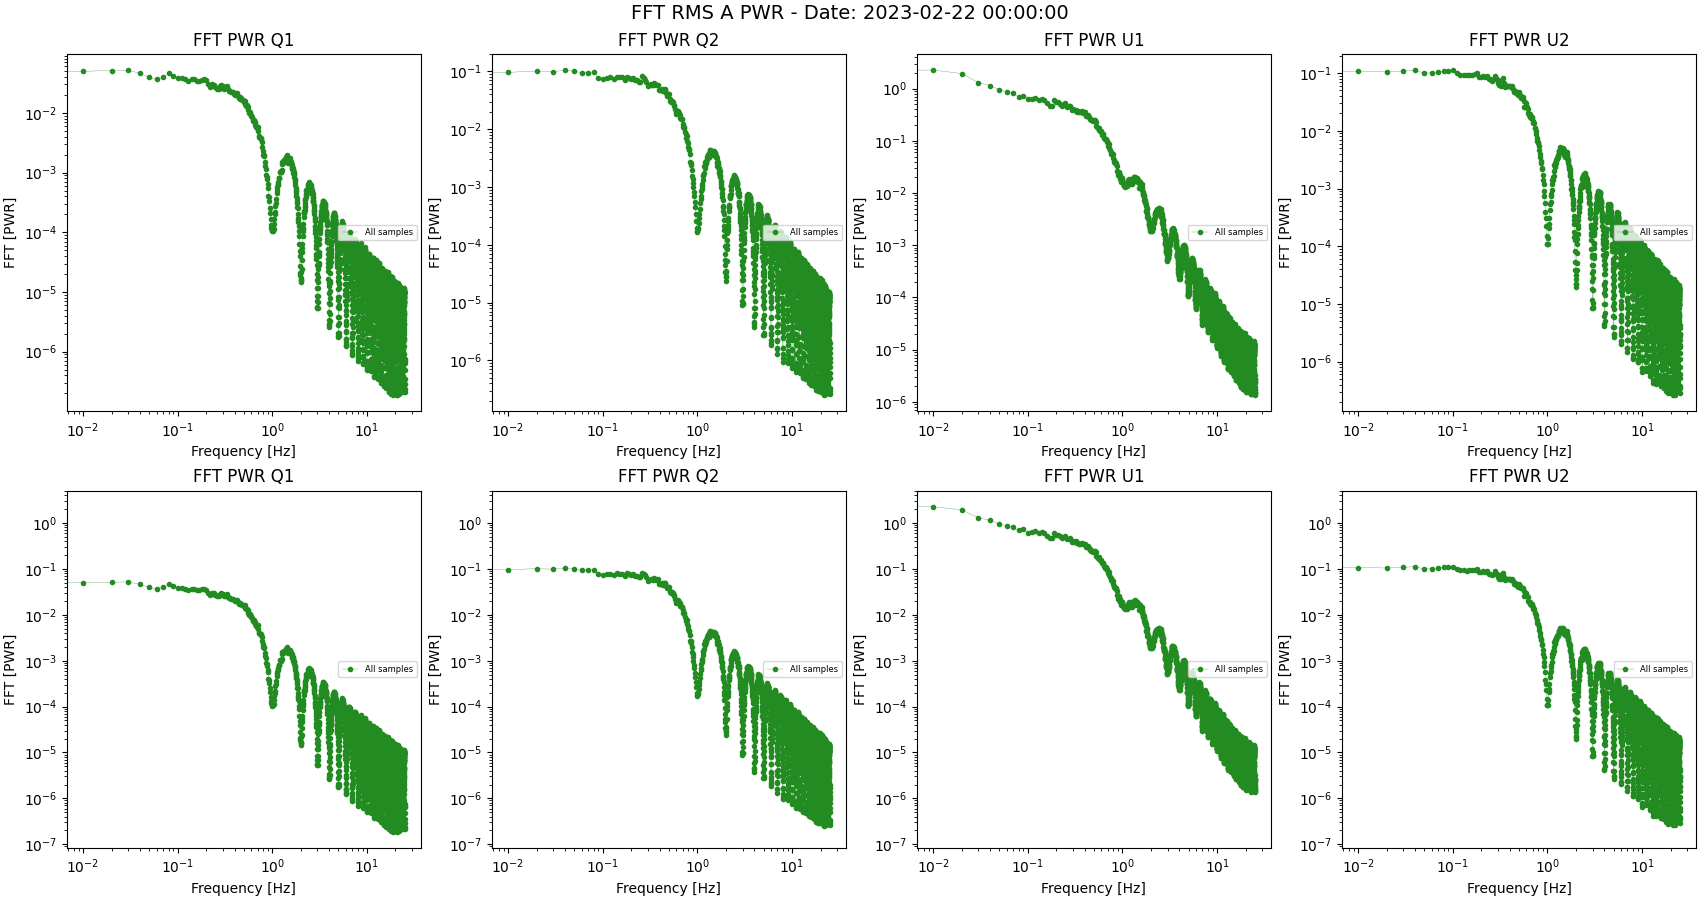 FFT RMS A PWR - Date: 2023-02-22 00:00:00
FFT PWR Q1
FFT PWR Q2
FFT PWR U1
FFT PWR U2
FFT [PWR]
10⁻²
10⁻³
10⁻⁴
10⁻⁵
10⁻⁶
All samples
10⁻² 10⁻¹ 10⁰ 10¹
Frequency [Hz]
FFT [PWR]
10⁻¹
10⁻²
10⁻³
10⁻⁴
10⁻⁵
10⁻⁶
All samples
10⁻² 10⁻¹ 10⁰ 10¹
Frequency [Hz]
FFT [PWR]
10⁰
10⁻¹
10⁻²
10⁻³
10⁻⁴
10⁻⁵
10⁻⁶
All samples
10⁻² 10⁻¹ 10⁰ 10¹
Frequency [Hz]
FFT [PWR]
10⁻¹
10⁻²
10⁻³
10⁻⁴
10⁻⁵
10⁻⁶
All samples
10⁻² 10⁻¹ 10⁰ 10¹
Frequency [Hz]
FFT PWR Q1
FFT PWR Q2
FFT PWR U1
FFT PWR U2
FFT [PWR]
10⁰
10⁻¹
10⁻²
10⁻³
10⁻⁴
10⁻⁵
10⁻⁶
10⁻⁷
All samples
10⁻² 10⁻¹ 10⁰ 10¹
Frequency [Hz]
FFT [PWR]
10⁰
10⁻¹
10⁻²
10⁻³
10⁻⁴
10⁻⁵
10⁻⁶
10⁻⁷
All samples
10⁻² 10⁻¹ 10⁰ 10¹
Frequency [Hz]
FFT [PWR]
10⁰
10⁻¹
10⁻²
10⁻³
10⁻⁴
10⁻⁵
10⁻⁶
10⁻⁷
All samples
10⁻² 10⁻¹ 10⁰ 10¹
Frequency [Hz]
FFT [PWR]
10⁰
10⁻¹
10⁻²
10⁻³
10⁻⁴
10⁻⁵
10⁻⁶
10⁻⁷
All samples
10⁻² 10⁻¹ 10⁰ 10¹
Frequency [Hz]